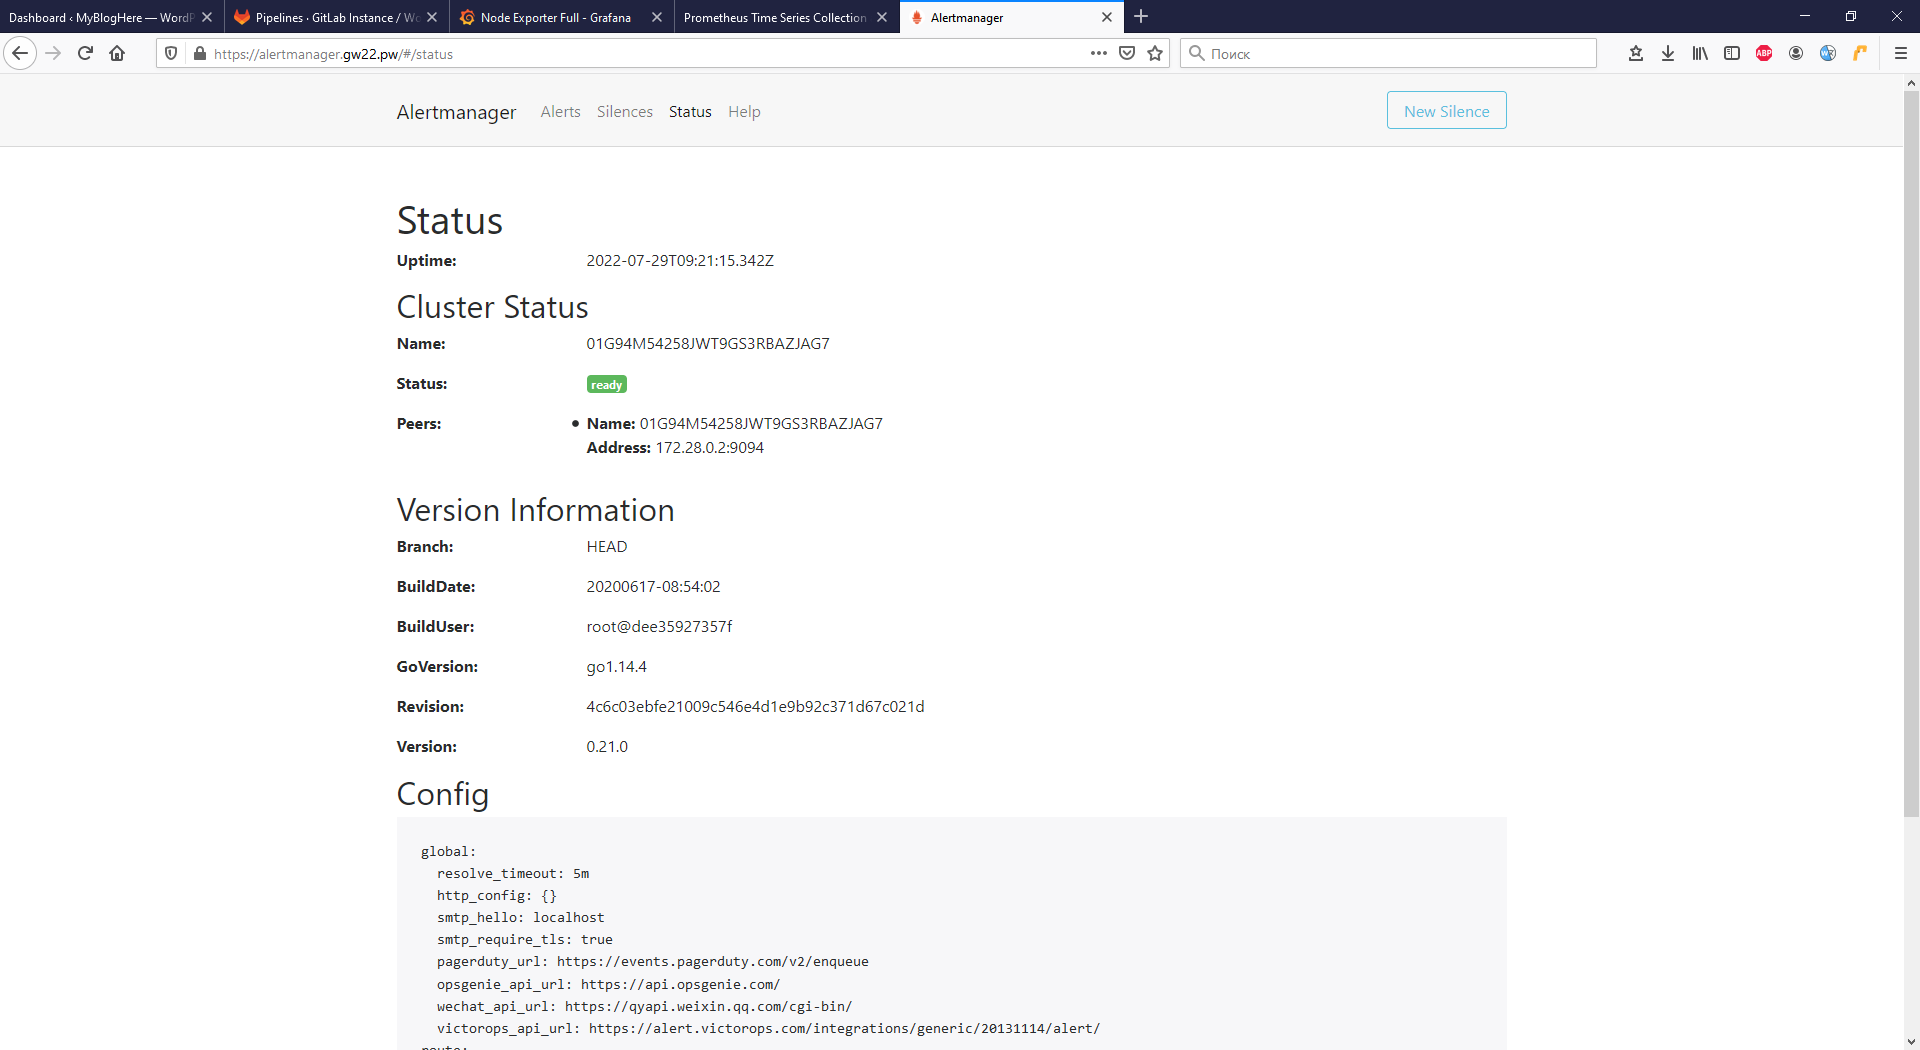 Dashboard ‹ MyBlogHere — WordP
Pipelines · GitLab Instance / Wo
Node Exporter Full - Grafana
Prometheus Time Series Collection
Alertmanager
https://alertmanager.gw22.pw/#/status
Поиск
ABP
Alertmanager
Alerts
Silences
Status
Help
New Silence
Status
Uptime: 2022-07-29T09:21:15.342Z
Cluster Status
Name: 01G94M54258JWT9GS3RBAZJAG7
Status: ready
Peers: • Name: 01G94M54258JWT9GS3RBAZJAG7
Address: 172.28.0.2:9094
Version Information
Branch: HEAD
BuildDate: 20200617-08:54:02
BuildUser: root@dee35927357f
GoVersion: go1.14.4
Revision: 4c6c03ebfe21009c546e4d1e9b92c371d67c021d
Version: 0.21.0
Config
global:
  resolve_timeout: 5m
  http_config: {}
  smtp_hello: localhost
  smtp_require_tls: true
  pagerduty_url: https://events.pagerduty.com/v2/enqueue
  opsgenie_api_url: https://api.opsgenie.com/
  wechat_api_url: https://qyapi.weixin.qq.com/cgi-bin/
  victorops_api_url: https://alert.victorops.com/integrations/generic/20131114/alert/
route: